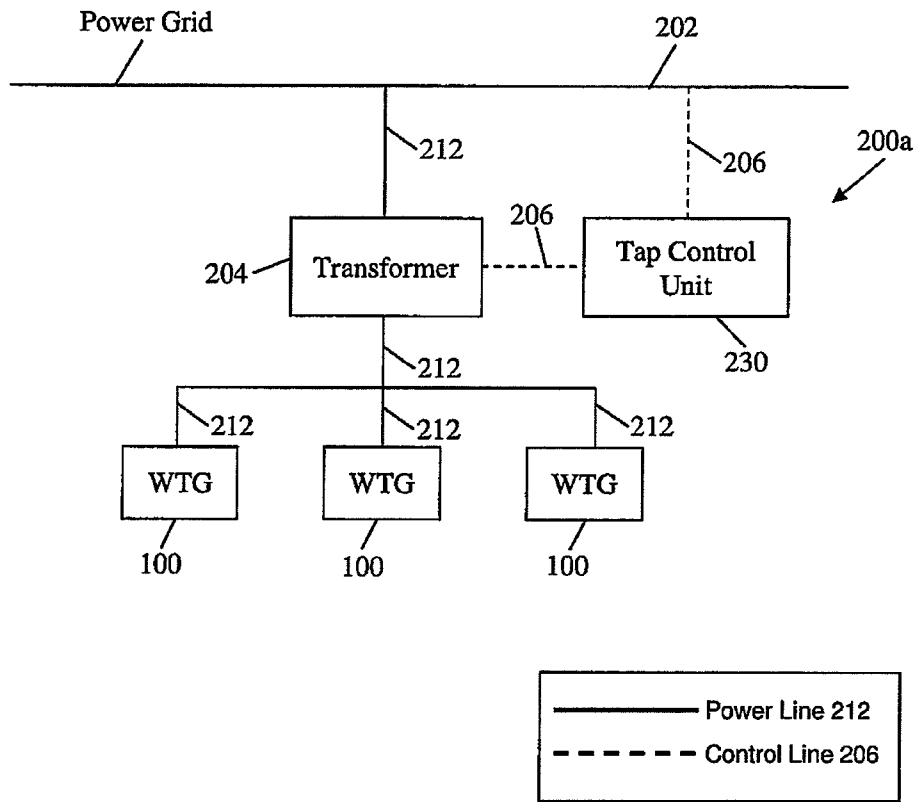 Power Grid
202
212
206
200a
206
204
Transformer
Tap Control
Unit
212
230
212
212
212
WTG
WTG
WTG
100
100
100
Power Line 212
Control Line 206